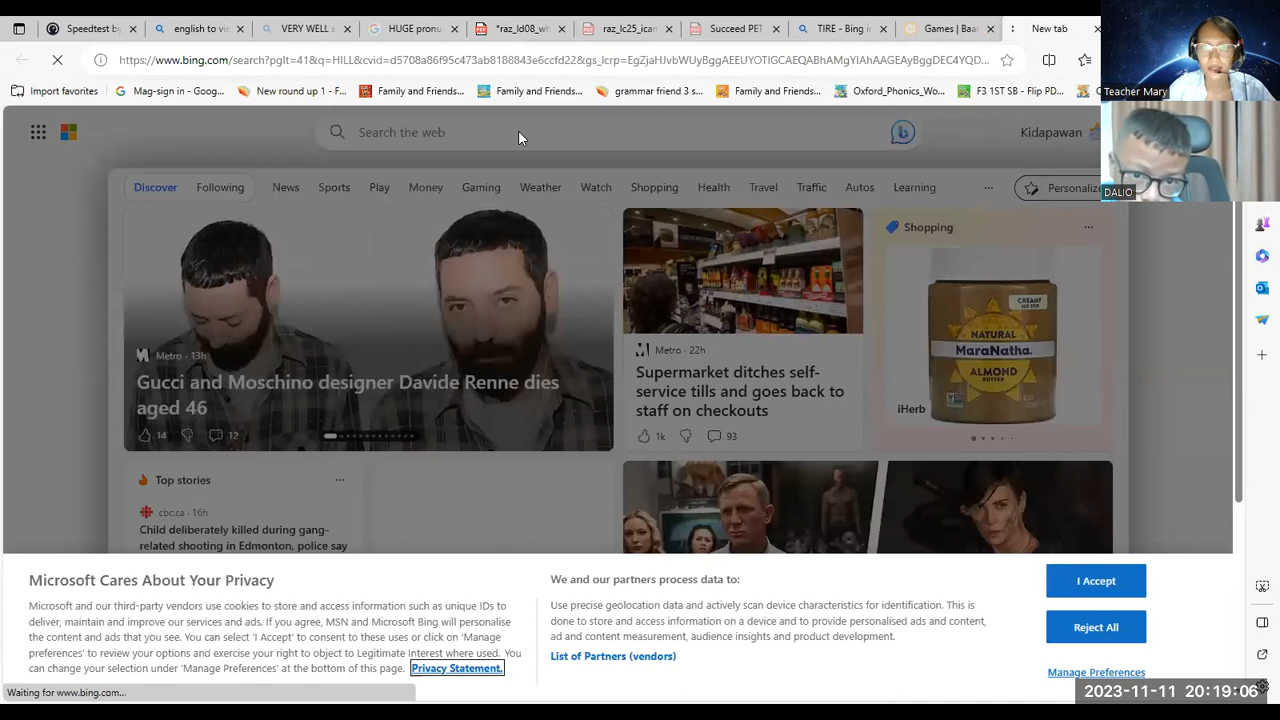 Speedtest by
english to vi
VERY WELL s
HUGE pronu
*raz_ld08_wh
raz_lc25_icam
Succeed PET
TIRE - Bing i
Games | Baa
New tab
https://www.bing.com/search?pglt=41&q=HILL&cvid=d5708a86f95c473ab818b843e6ccfd22&gs_lcrp=EgZjaHJvbWUyBggAEEUYOTIGCAEQABhAMgYIAhAAGEAyBggDEC4YQD...
Import favorites
Mag-sign in - Goog...
New round up 1 - F...
Family and Friends...
Family and Friends...
grammar friend 3 s...
Family and Friends...
Oxford_Phonics_Wo...
F3 1ST SB - Flip PD...
Teacher Mary
DALIO
Search the web
Kidapawan
Discover
Following
News
Sports
Play
Money
Gaming
Weather
Watch
Shopping
Health
Travel
Traffic
Autos
Learning
Personalize
Metro · 13h
Gucci and Moschino designer Davide Renne dies
aged 46
14
12
Metro · 22h
Supermarket ditches self-
service tills and goes back to
staff on checkouts
1k
93
Shopping
CREAMY
NO STIR
NATURAL
MaraNatha.
ALMOND
BUTTER
iHerb
Top stories
cbc.ca · 16h
Child deliberately killed during gang-
related shooting in Edmonton, police say
Microsoft Cares About Your Privacy
Microsoft and our third-party vendors use cookies to store and access information such as unique IDs to
deliver, maintain and improve our services and ads. If you agree, MSN and Microsoft Bing will personalise
the content and ads that you see. You can select 'I Accept' to consent to these uses or click on 'Manage
preferences' to review your options and exercise your right to object to Legitimate Interest where used. You
can change your selection under 'Manage Preferences' at the bottom of this page. Privacy Statement.
We and our partners process data to:
Use precise geolocation data and actively scan device characteristics for identification. This is
done to store and access information on a device and to provide personalised ads and content,
ad and content measurement, audience insights and product development.
List of Partners (vendors)
I Accept
Reject All
Manage Preferences
Waiting for www.bing.com...
2023-11-11 20:19:06